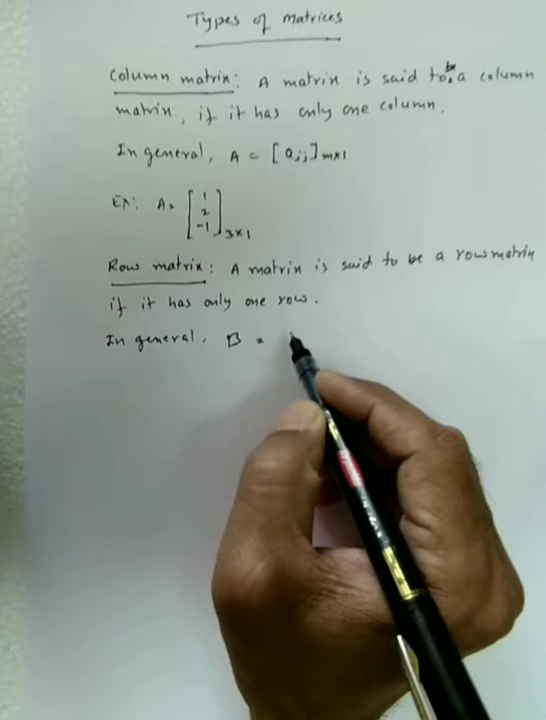 Types of matrices
Column matrix: A matrix is said to be a column
matrix, if it has only one column.
In general, A = [aij]m×1
Ex: A = [1
2
-1]3×1
Row matrix: A matrix is said to be a row matrix
if it has only one row.
In general, B =